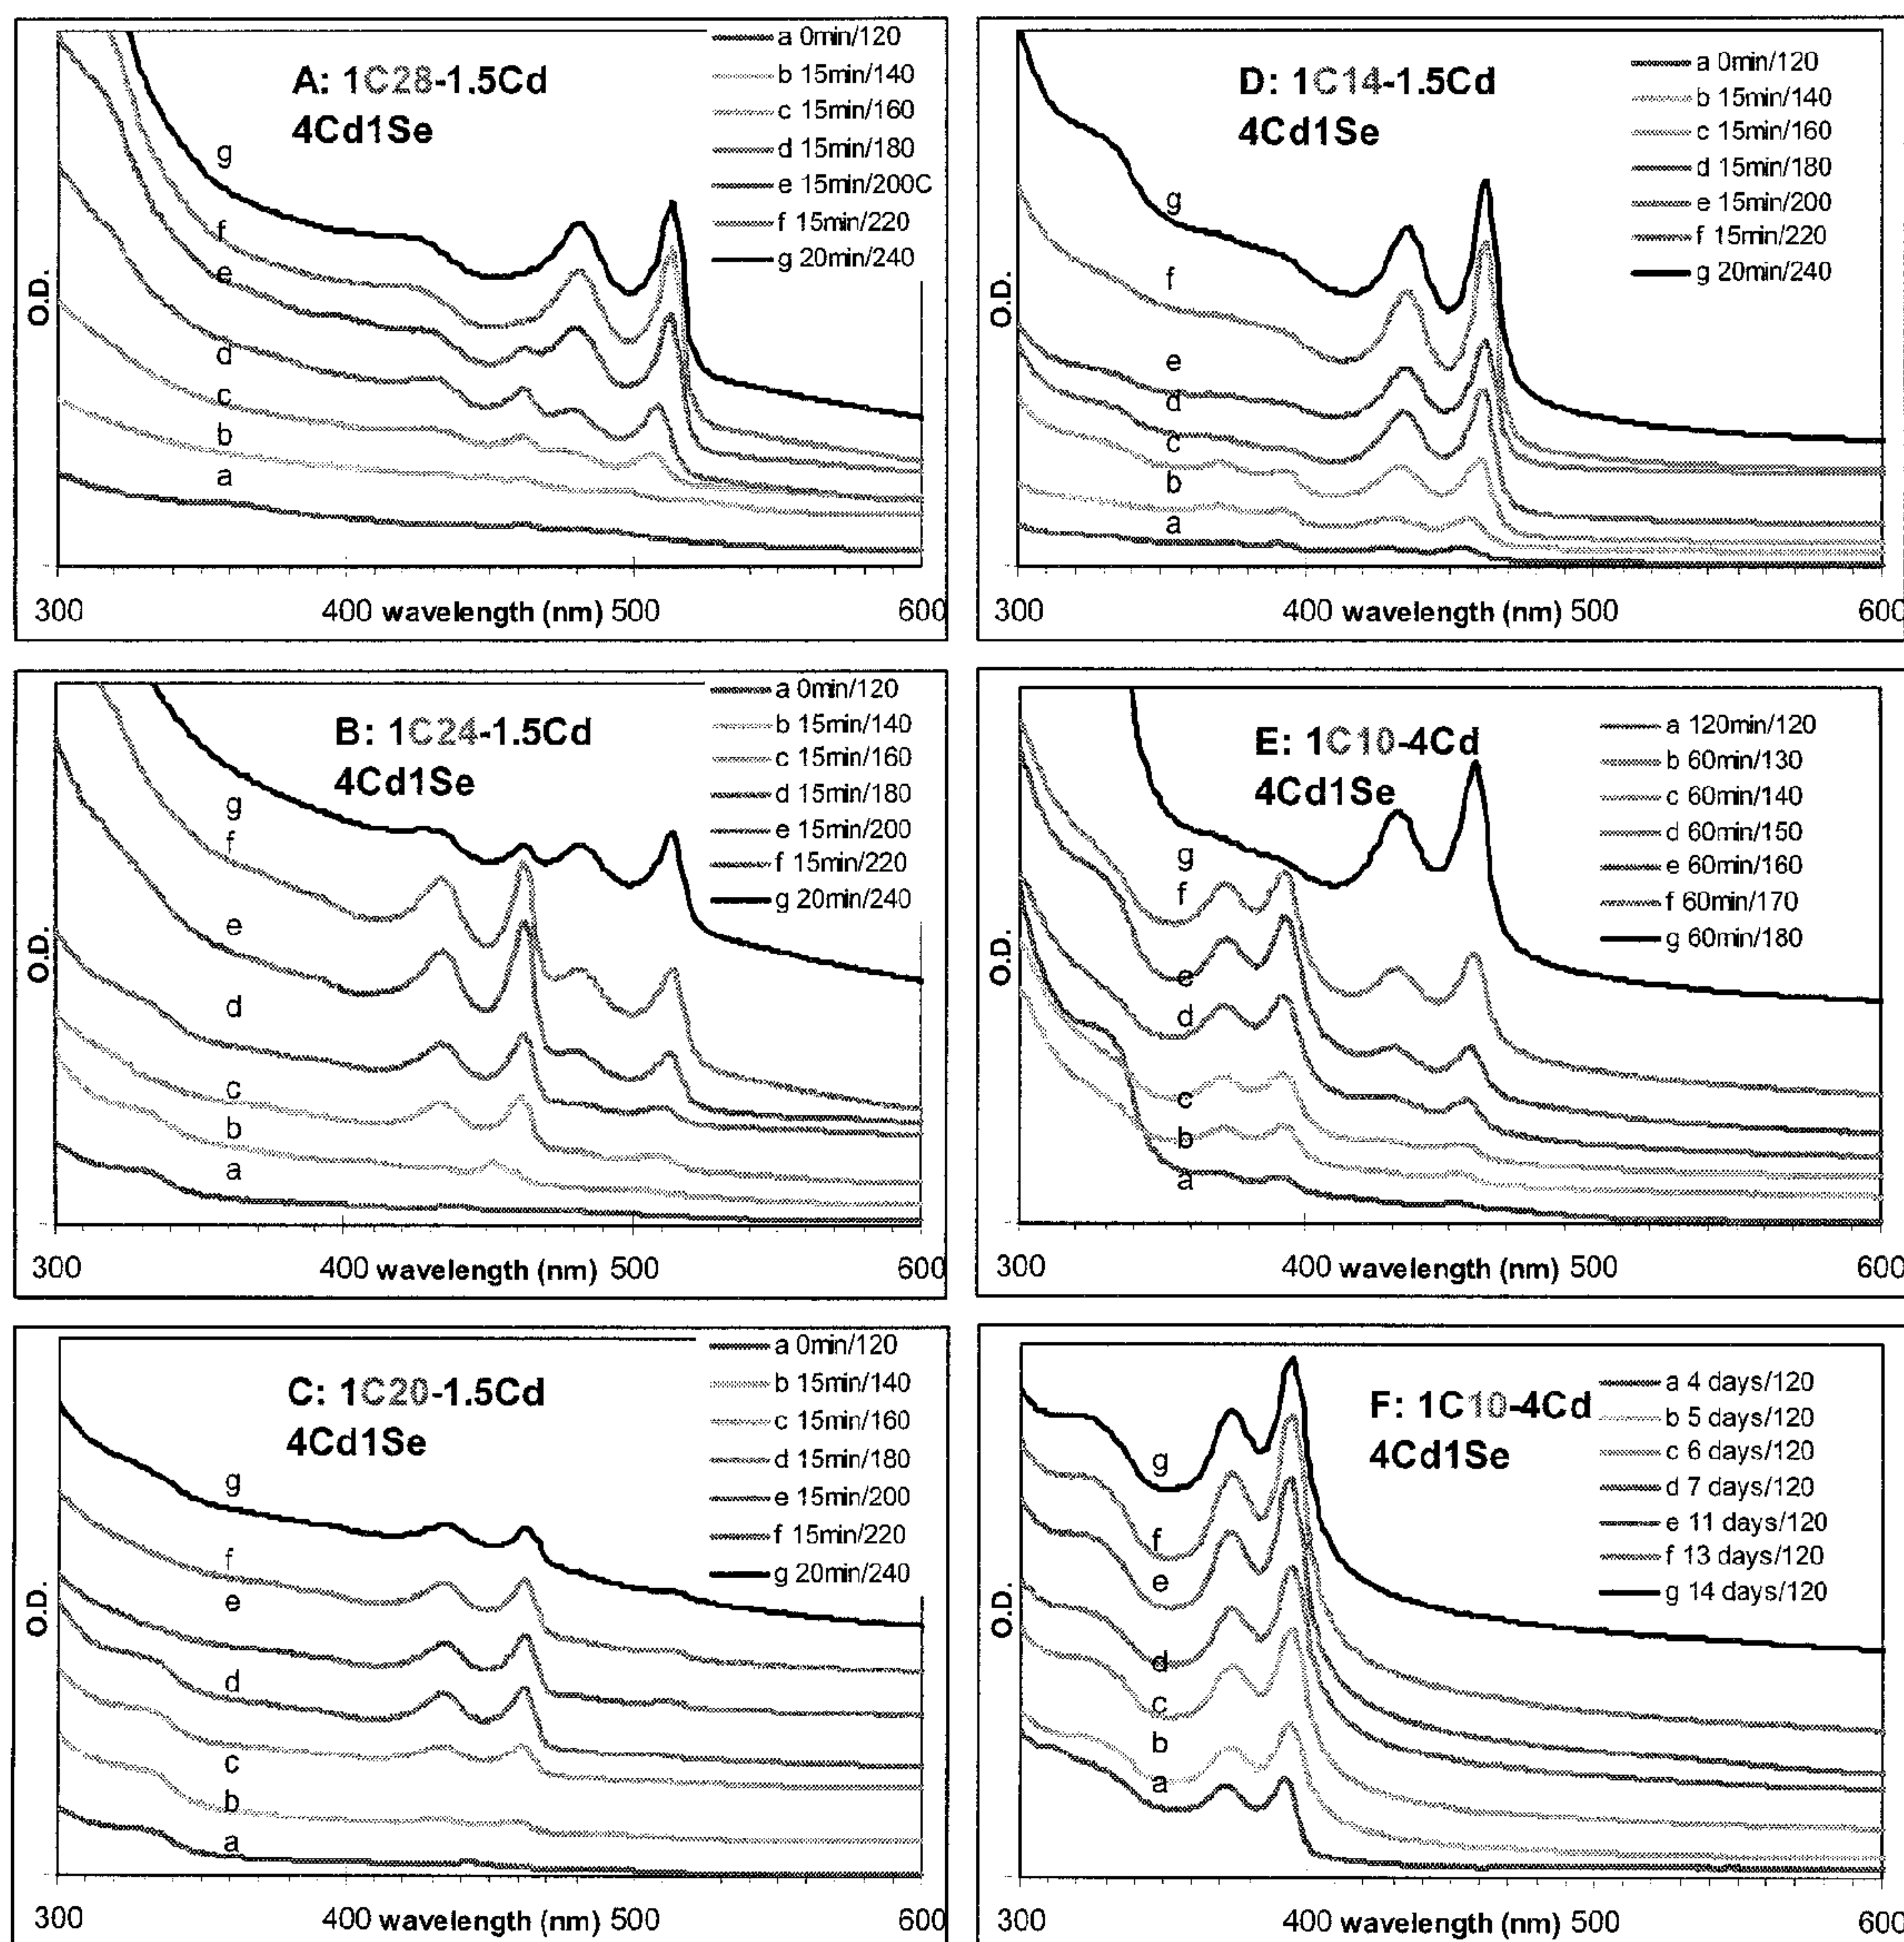 A: 1C28-1.5Cd
4Cd1Se
a 0min/120
b 15min/140
c 15min/160
d 15min/180
e 15min/200C
f 15min/220
g 20min/240
g
f
e
d
c
b
a
O.D.
300
400 wavelength (nm) 500
600
D: 1C14-1.5Cd
4Cd1Se
a 0min/120
b 15min/140
c 15min/160
d 15min/180
e 15min/200
f 15min/220
g 20min/240
g
f
e
d
c
b
a
O.D.
300
400 wavelength (nm) 500
600
B: 1C24-1.5Cd
4Cd1Se
a 0min/120
b 15min/140
c 15min/160
d 15min/180
e 15min/200
f 15min/220
g 20min/240
g
f
e
d
c
b
a
O.D.
300
400 wavelength (nm) 500
600
E: 1C10-4Cd
4Cd1Se
a 120min/120
b 60min/130
c 60min/140
d 60min/150
e 60min/160
f 60min/170
g 60min/180
g
f
e
d
c
b
a
O.D.
300
400 wavelength (nm) 500
600
C: 1C20-1.5Cd
4Cd1Se
a 0min/120
b 15min/140
c 15min/160
d 15min/180
e 15min/200
f 15min/220
g 20min/240
g
f
e
d
c
b
a
O.D.
300
400 wavelength (nm) 500
600
F: 1C10-4Cd
4Cd1Se
a 4 days/120
b 5 days/120
c 6 days/120
d 7 days/120
e 11 days/120
f 13 days/120
g 14 days/120
g
f
e
d
c
b
a
O.D.
300
400 wavelength (nm) 500
600